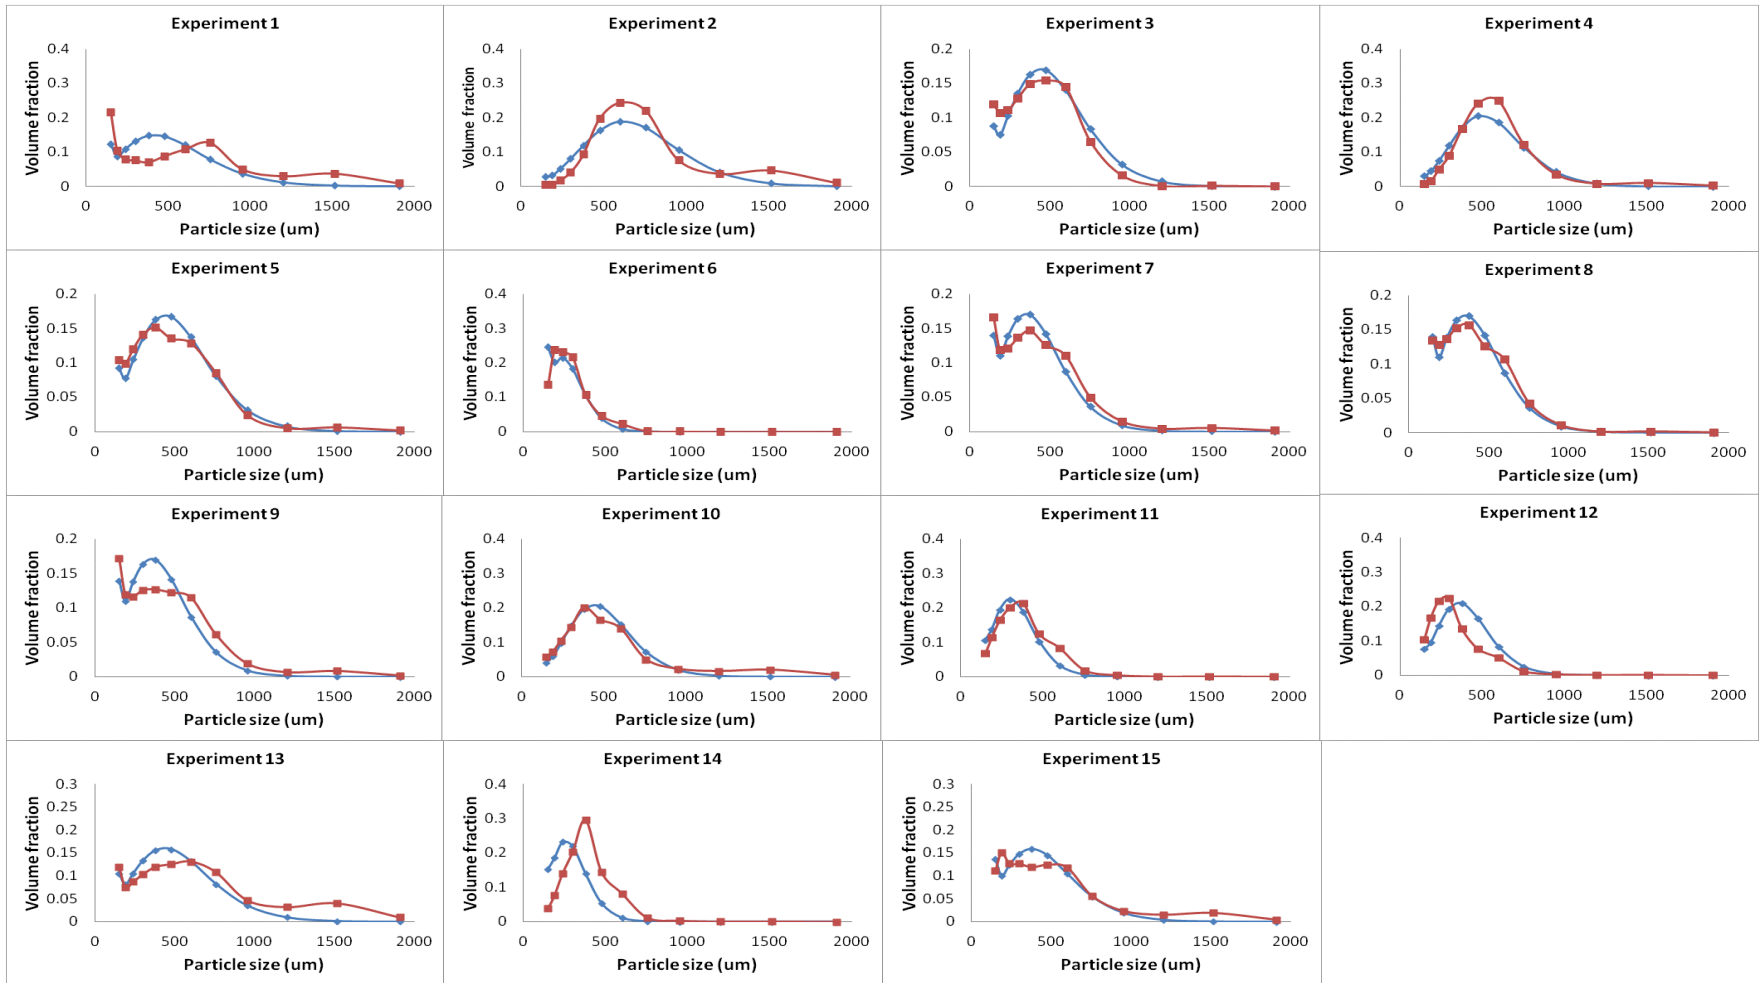 Experiment 1
Volume fraction
0.4
0.3
0.2
0.1
0
0 500 1000 1500 2000
Particle size (um)
Experiment 2
Volume fraction
0.4
0.3
0.2
0.1
0
0 500 1000 1500 2000
Particle size (um)
Experiment 3
Volume fraction
0.2
0.15
0.1
0.05
0
0 500 1000 1500 2000
Particle size (um)
Experiment 4
Volume fraction
0.4
0.3
0.2
0.1
0
0 500 1000 1500 2000
Particle size (um)
Experiment 5
Volume fraction
0.2
0.15
0.1
0.05
0
0 500 1000 1500 2000
Particle size (um)
Experiment 6
Volume fraction
0.4
0.3
0.2
0.1
0
0 500 1000 1500 2000
Particle size (um)
Experiment 7
Volume fraction
0.2
0.15
0.1
0.05
0
0 500 1000 1500 2000
Particle size (um)
Experiment 8
Volume fraction
0.2
0.15
0.1
0.05
0
0 500 1000 1500 2000
Particle size (um)
Experiment 9
Volume fraction
0.2
0.15
0.1
0.05
0
0 500 1000 1500 2000
Particle size (um)
Experiment 10
Volume fraction
0.4
0.3
0.2
0.1
0
0 500 1000 1500 2000
Particle size (um)
Experiment 11
Volume fraction
0.4
0.3
0.2
0.1
0
0 500 1000 1500 2000
Particle size (um)
Experiment 12
Volume fraction
0.4
0.3
0.2
0.1
0
0 500 1000 1500 2000
Particle size (um)
Experiment 13
Volume fraction
0.3
0.25
0.2
0.15
0.1
0.05
0
0 500 1000 1500 2000
Particle size (um)
Experiment 14
Volume fraction
0.4
0.3
0.2
0.1
0
0 500 1000 1500 2000
Particle size (um)
Experiment 15
Volume fraction
0.3
0.25
0.2
0.15
0.1
0.05
0
0 500 1000 1500 2000
Particle size (um)